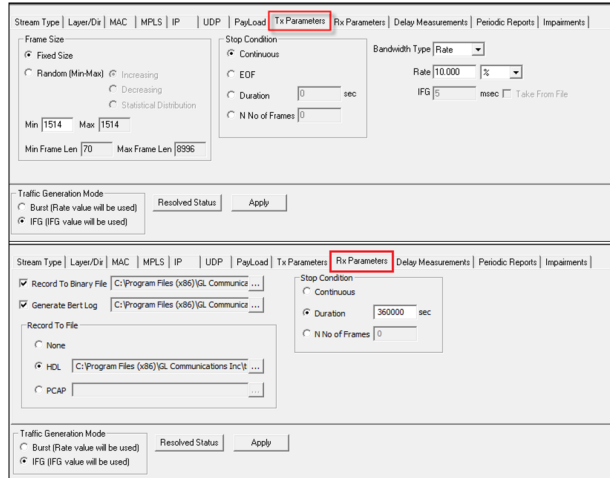 Stream Type | Layer/Dir | MAC | MPLS | IP | UDP | PayLoad | Tx Parameters | Rx Parameters | Delay Measurements | Periodic Reports | Impairments |
Frame Size
Fixed Size
Random (Min-Max) Increasing
Decreasing
Statistical Distribution
Min 1514 Max 1514
Min Frame Len 70 Max Frame Len 8996
Stop Condition
Continuous
EOF
Duration 0 sec
N No of Frames 0
Bandwidth Type Rate
Rate 10.000 %
IFG 5 msec Take From File
Traffic Generation Mode
Burst (Rate value will be used)
IFG (IFG value will be used)
Resolved Status Apply
Stream Type | Layer/Dir | MAC | MPLS | IP | UDP | PayLoad | Tx Parameters | Rx Parameters | Delay Measurements | Periodic Reports | Impairments |
Record To Binary File C:\Program Files (x86)\GL Communica ...
Generate Bert Log C:\Program Files (x86)\GL Communica ...
Record To File
None
HDL C:\Program Files (x86)\GL Communications Inc\t ...
PCAP ...
Stop Condition
Continuous
Duration 360000 sec
N No of Frames 0
Traffic Generation Mode
Burst (Rate value will be used)
IFG (IFG value will be used)
Resolved Status Apply